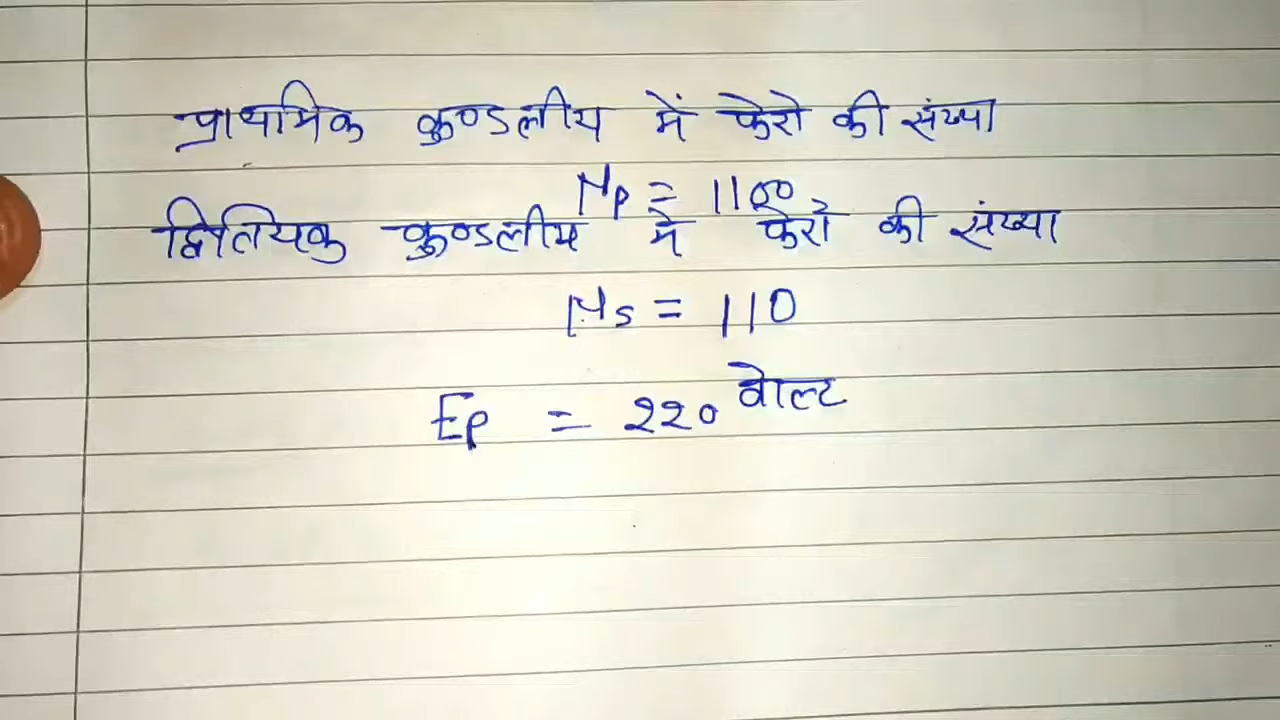 प्राथमिक कुण्डलीय में फेरो की संख्या
Np = 1100
द्वितियक कुण्डलीय में फेरो की संख्या
Ns = 110
Ep = 220 वोल्ट